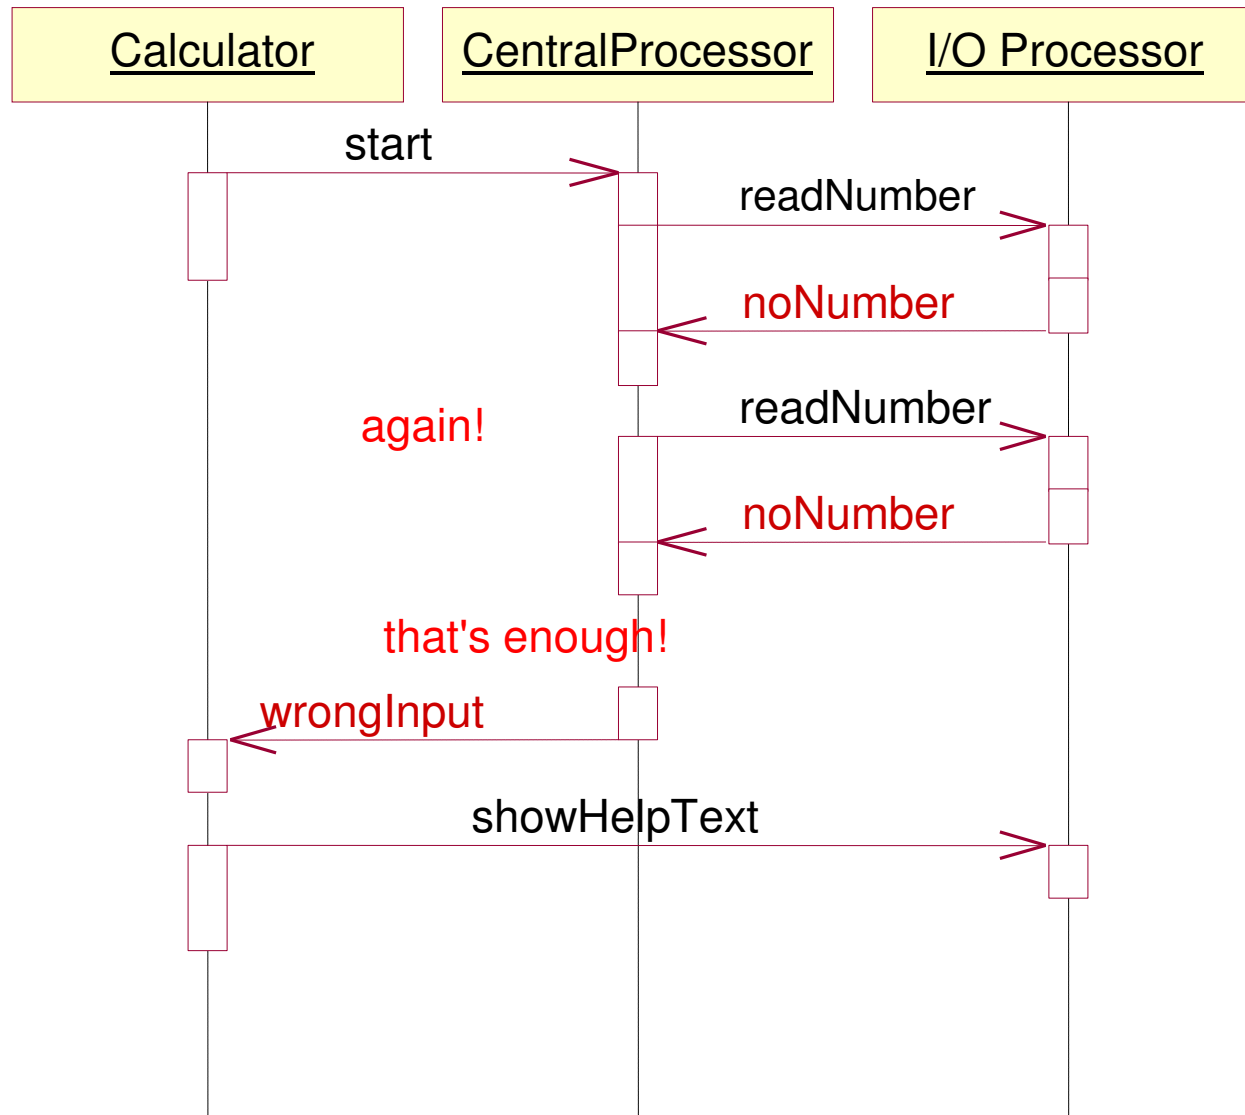 Calculator
CentralProcessor
I/O Processor
start
readNumber
noNumber
readNumber
again!
noNumber
that's enough!
wrongInput
showHelpText